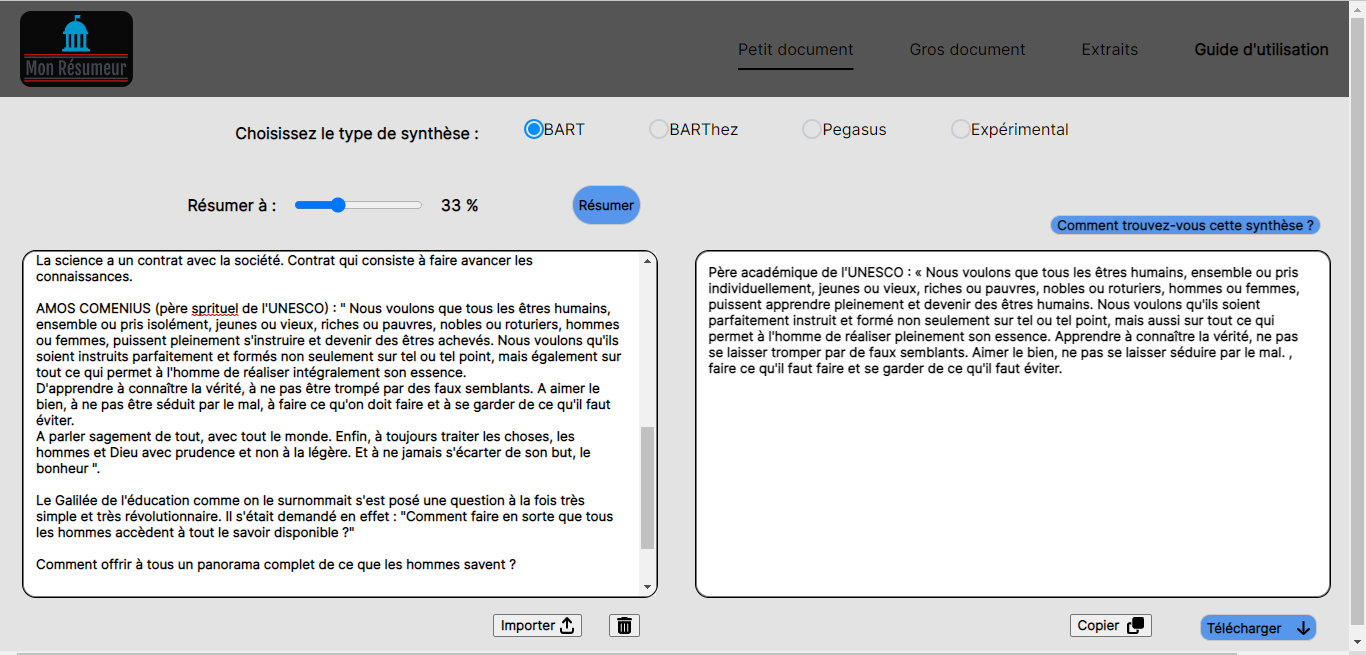 Mon Résumeur
Petit document
Gros document
Extraits
Guide d'utilisation
Choisissez le type de synthèse :
BART
BARThez
Pegasus
Expérimental
Résumer à :
33 %
Résumer
Comment trouvez-vous cette synthèse ?
La science a un contrat avec la société. Contrat qui consiste à faire avancer les
connaissances.
AMOS COMENIUS (père sprituel de l'UNESCO) : " Nous voulons que tous les êtres humains,
ensemble ou pris isolément, jeunes ou vieux, riches ou pauvres, nobles ou roturiers, hommes
ou femmes, puissent pleinement s'instruire et devenir des êtres achevés. Nous voulons qu'ils
soient instruits parfaitement et formés non seulement sur tel ou tel point, mais également sur
tout ce qui permet à l'homme de réaliser intégralement son essence.
D'apprendre à connaître la vérité, à ne pas être trompé par des faux semblants. A aimer le
bien, à ne pas être séduit par le mal, à faire ce qu'on doit faire et à se garder de ce qu'il faut
éviter.
A parler sagement de tout, avec tout le monde. Enfin, à toujours traiter les choses, les
hommes et Dieu avec prudence et non à la légère. Et à ne jamais s'écarter de son but, le
bonheur ".
Le Galilée de l'éducation comme on le surnommait s'est posé une question à la fois très
simple et très révolutionnaire. Il s'était demandé en effet : "Comment faire en sorte que tous
les hommes accèdent à tout le savoir disponible ?"
Comment offrir à tous un panorama complet de ce que les hommes savent ?
Père académique de l'UNESCO : « Nous voulons que tous les êtres humains, ensemble ou pris
individuellement, jeunes ou vieux, riches ou pauvres, nobles ou roturiers, hommes ou femmes,
puissent apprendre pleinement et devenir des êtres humains. Nous voulons qu'ils soient
parfaitement instruit et formé non seulement sur tel ou tel point, mais aussi sur tout ce qui
permet à l'homme de réaliser pleinement son essence. Apprendre à connaître la vérité, ne pas
se laisser tromper par de faux semblants. Aimer le bien, ne pas se laisser séduire par le mal. ,
faire ce qu'il faut faire et se garder de ce qu'il faut éviter.
Importer
Copier
Télécharger